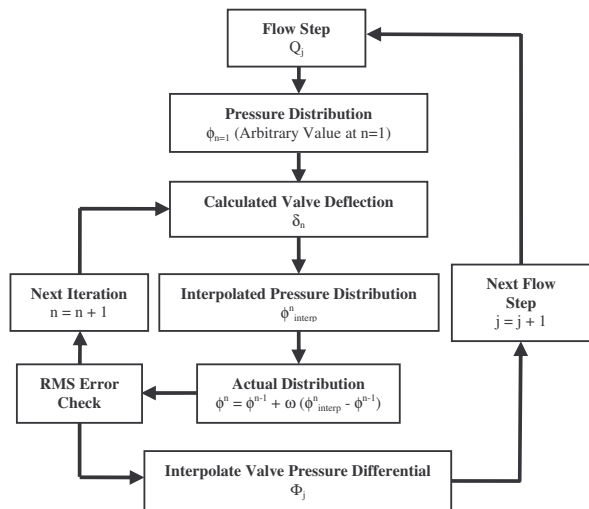 Flow Step
Qⱼ
Pressure Distribution
ϕₙ₌₁ (Arbitrary Value at n=1)
Calculated Valve Deflection
δₙ
Next Iteration
n = n + 1
Interpolated Pressure Distribution
ϕⁿinterp
Next Flow
Step
j = j + 1
RMS Error
Check
Actual Distribution
ϕⁿ = ϕⁿ⁻¹ + ω (ϕⁿinterp - ϕⁿ⁻¹)
Interpolate Valve Pressure Differential
Φⱼ